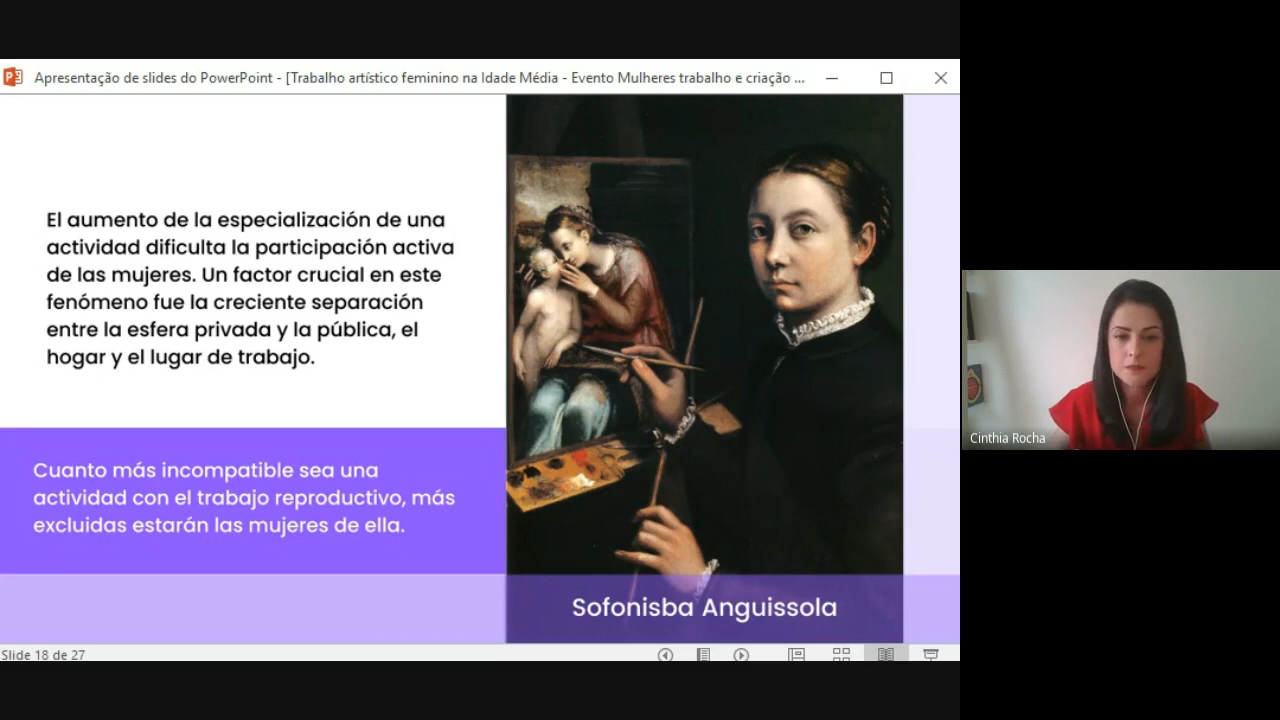 Apresentação de slides do PowerPoint - [Trabalho artístico feminino na Idade Média - Evento Mulheres trabalho e criação ...
El aumento de la especialización de una
actividad dificulta la participación activa
de las mujeres. Un factor crucial en este
fenómeno fue la creciente separación
entre la esfera privada y la pública, el
hogar y el lugar de trabajo.
Cuanto más incompatible sea una
actividad con el trabajo reproductivo, más
excluidas estarán las mujeres de ella.
Sofonisba Anguissola
Slide 18 de 27
Cinthia Rocha